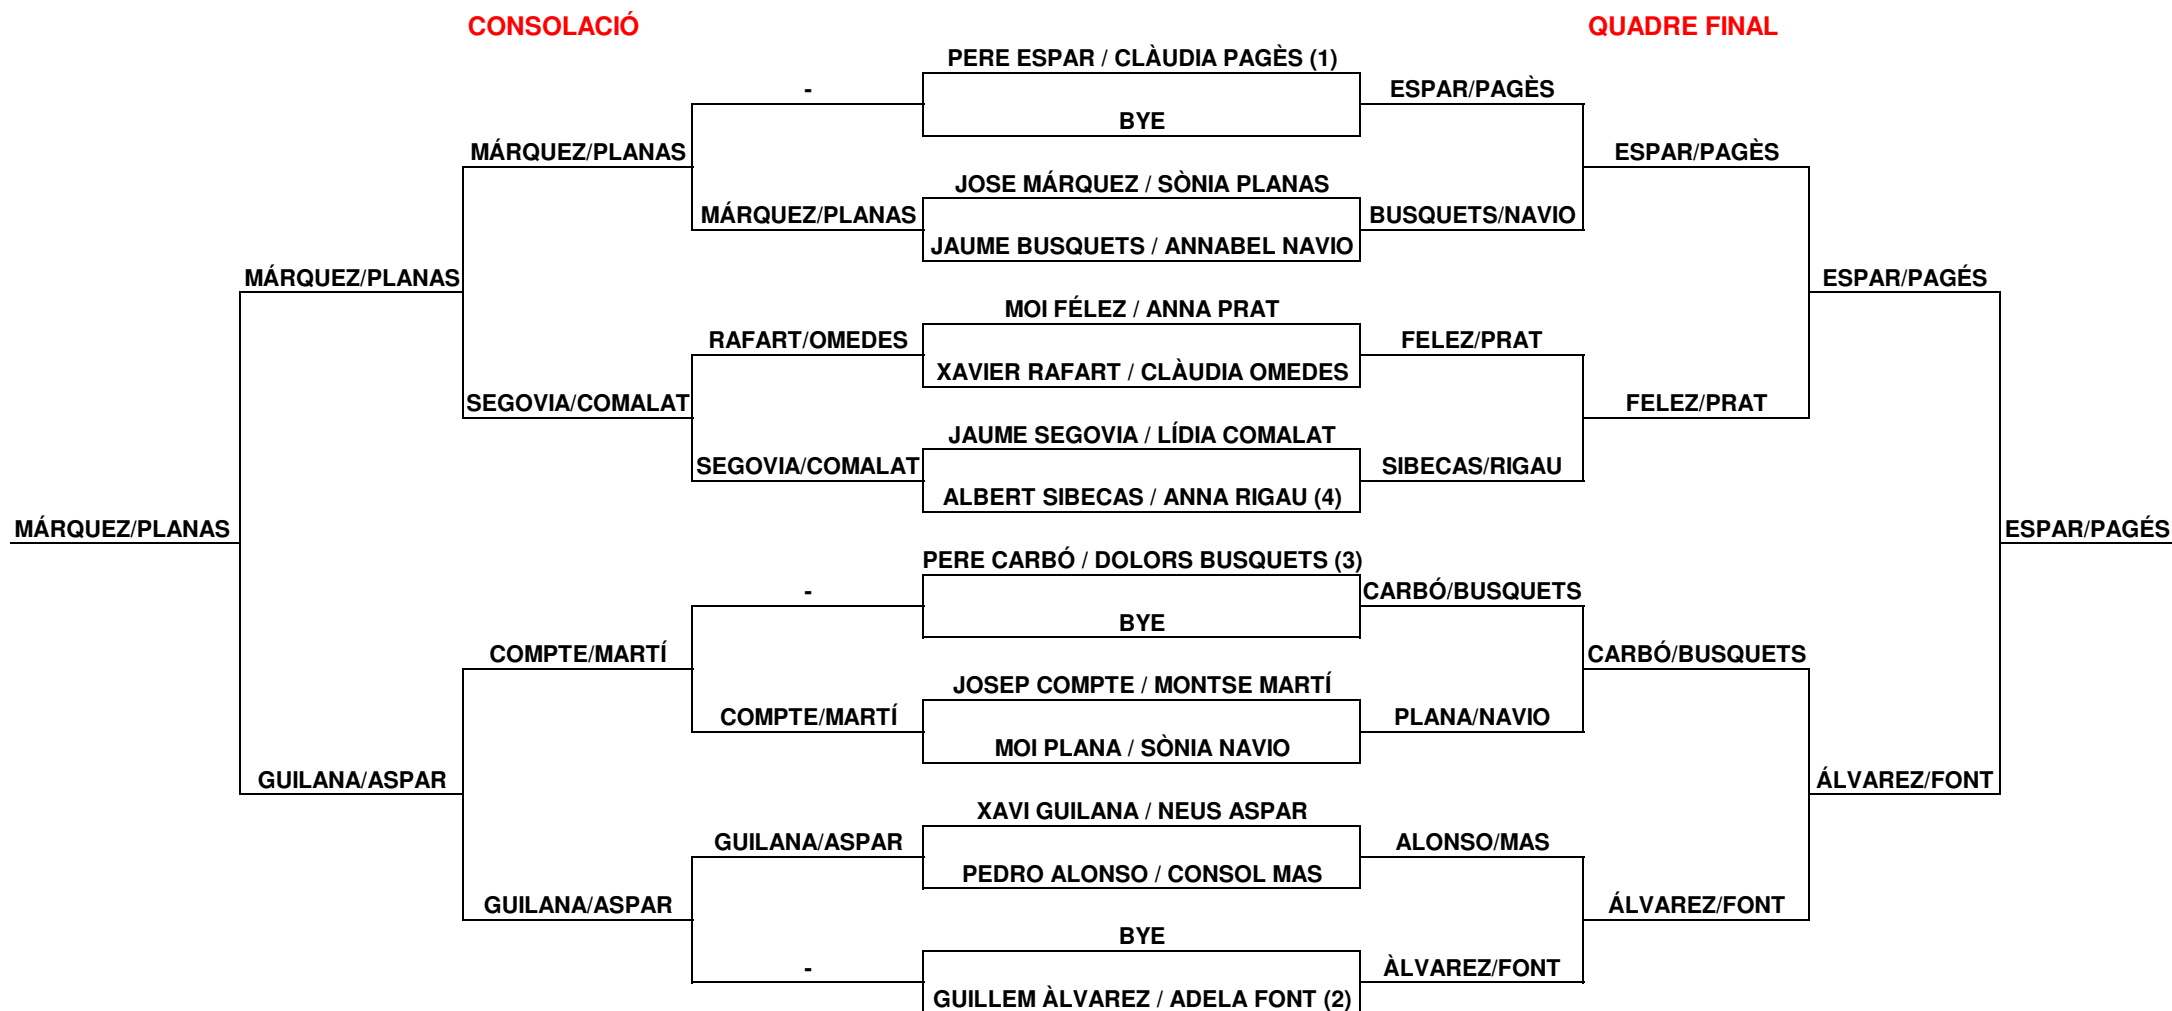 CONSOLACIÓ
QUADRE FINAL
PERE ESPAR / CLÀUDIA PAGÈS (1)
-
ESPAR/PAGÈS
BYE
MÁRQUEZ/PLANAS
ESPAR/PAGÈS
JOSE MÁRQUEZ / SÒNIA PLANAS
MÁRQUEZ/PLANAS
BUSQUETS/NAVIO
JAUME BUSQUETS / ANNABEL NAVIO
MÁRQUEZ/PLANAS
ESPAR/PAGÉS
MOI FÉLEZ / ANNA PRAT
RAFART/OMEDES
FELEZ/PRAT
XAVIER RAFART / CLÀUDIA OMEDES
SEGOVIA/COMALAT
FELEZ/PRAT
JAUME SEGOVIA / LÍDIA COMALAT
SEGOVIA/COMALAT
SIBECAS/RIGAU
ALBERT SIBECAS / ANNA RIGAU (4)
MÁRQUEZ/PLANAS
ESPAR/PAGÉS
PERE CARBÓ / DOLORS BUSQUETS (3)
-
CARBÓ/BUSQUETS
BYE
COMPTE/MARTÍ
CARBÓ/BUSQUETS
JOSEP COMPTE / MONTSE MARTÍ
COMPTE/MARTÍ
PLANA/NAVIO
MOI PLANA / SÒNIA NAVIO
GUILANA/ASPAR
ÁLVAREZ/FONT
XAVI GUILANA / NEUS ASPAR
GUILANA/ASPAR
ALONSO/MAS
PEDRO ALONSO / CONSOL MAS
GUILANA/ASPAR
ÁLVAREZ/FONT
BYE
-
ÀLVAREZ/FONT
GUILLEM ÀLVAREZ / ADELA FONT (2)